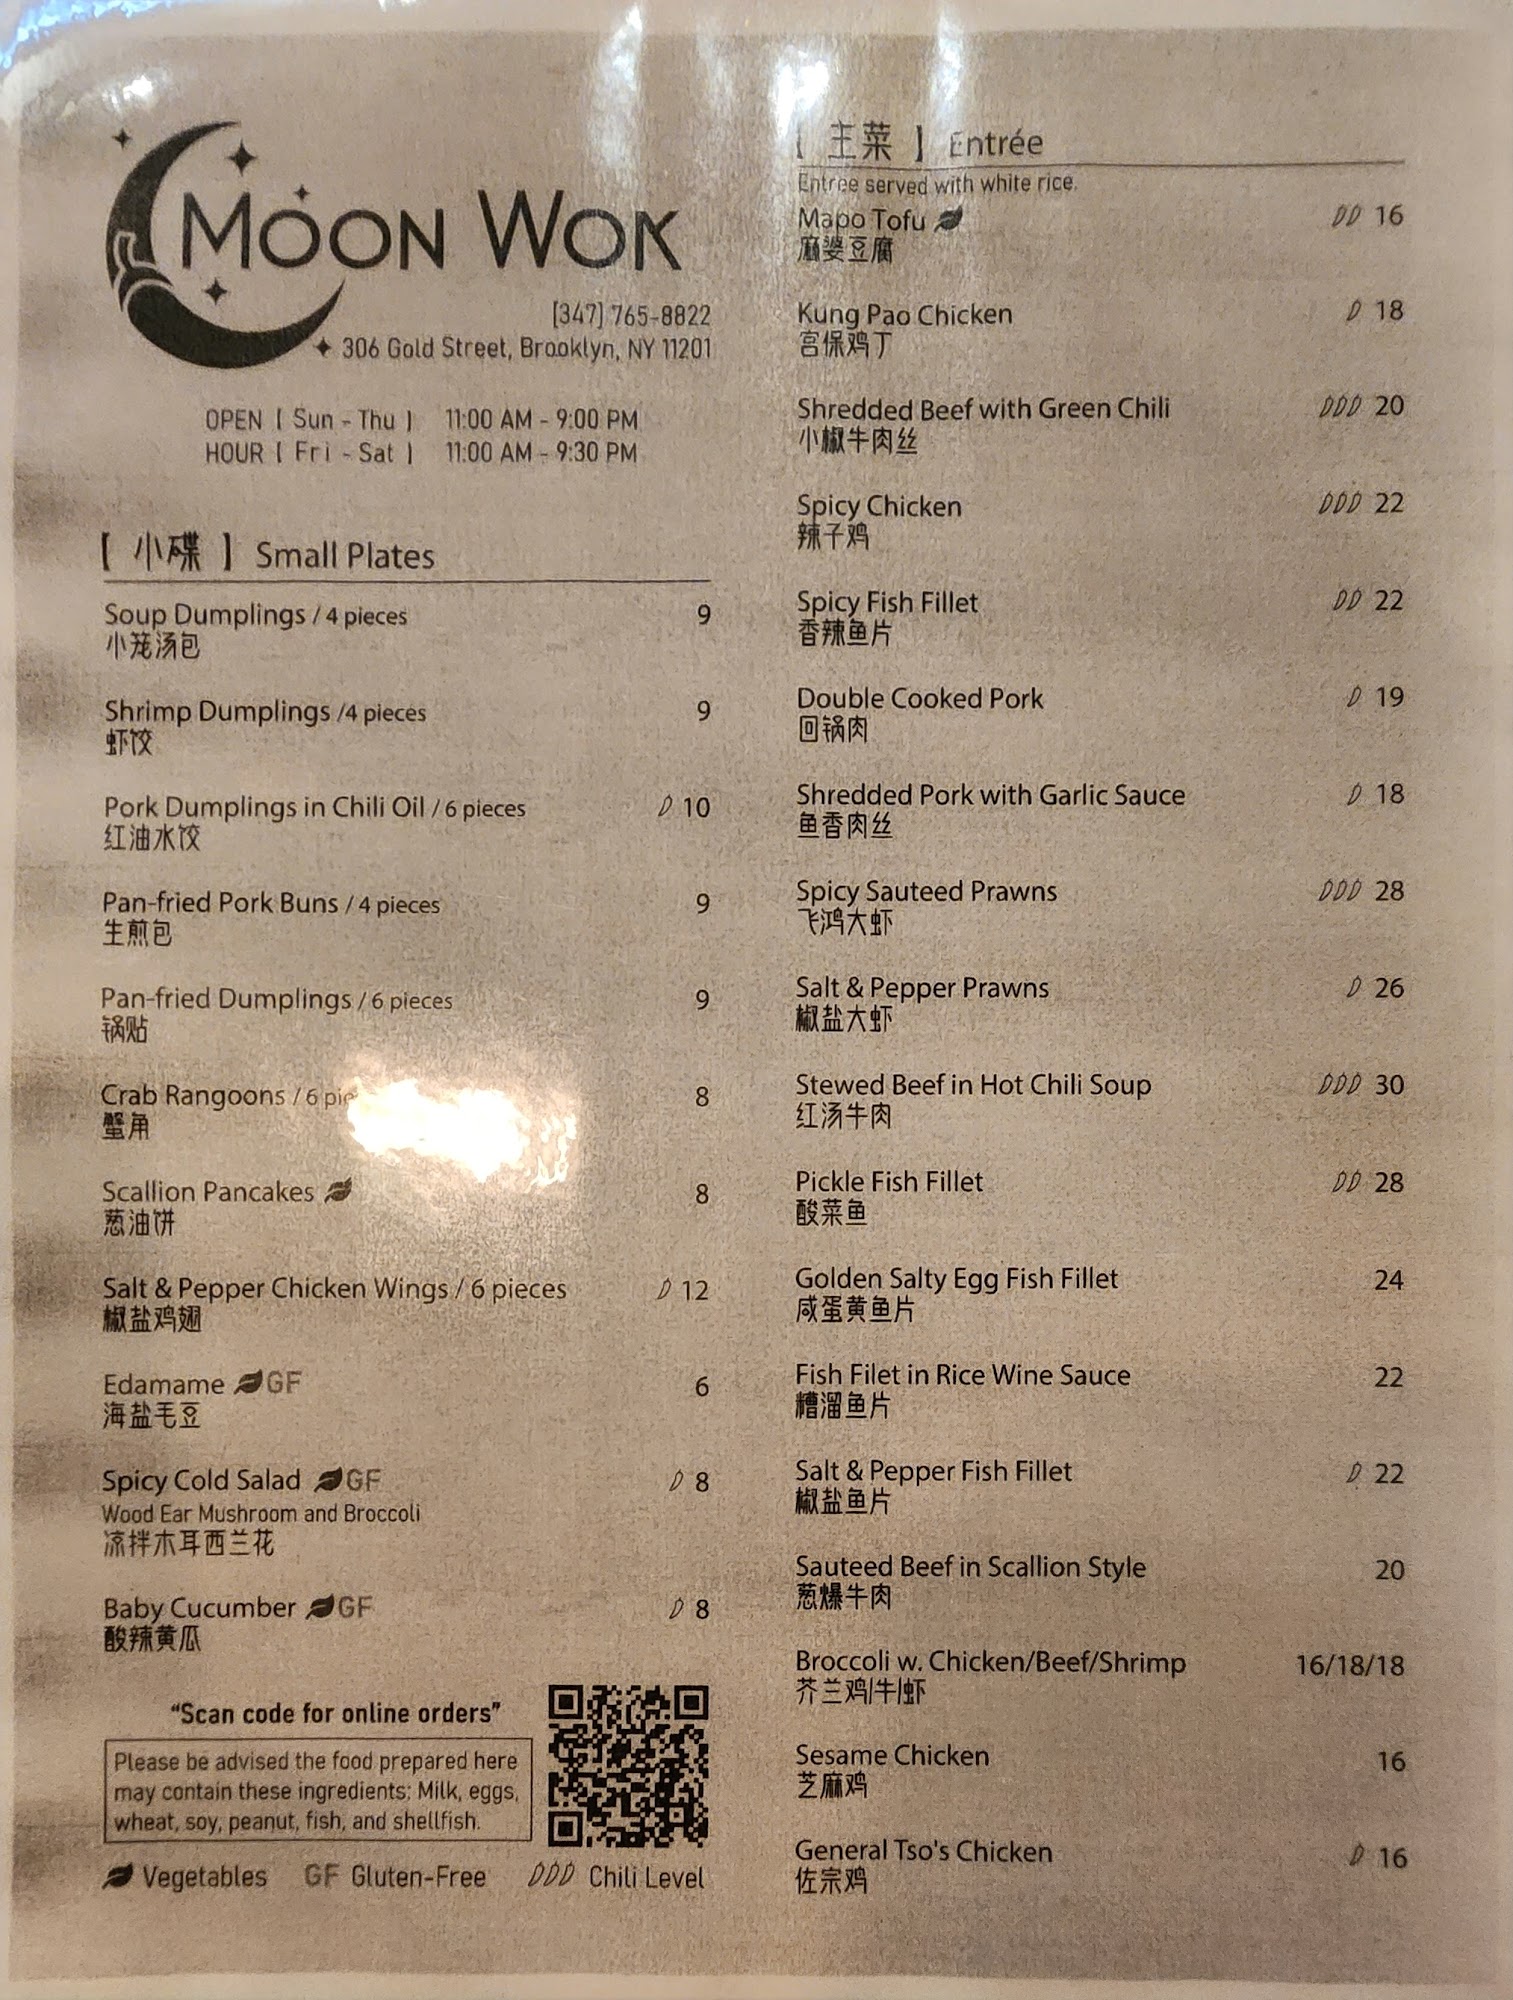 MOON WOK
[347] 765-8822
306 Gold Street, Brooklyn, NY 11201
OPEN [ Sun - Thu ] 11:00 AM - 9:00 PM
HOUR [ Fri - Sat ] 11:00 AM - 9:30 PM
【 小碟 】 Small Plates
Soup Dumplings / 4 pieces 9
小笼汤包
Shrimp Dumplings /4 pieces 9
虾饺
Pork Dumplings in Chili Oil / 6 pieces 10
红油水饺
Pan-fried Pork Buns / 4 pieces 9
生煎包
Pan-fried Dumplings / 6 pieces 9
锅贴
Crab Rangoons / 6 8
蟹角
Scallion Pancakes 8
葱油饼
Salt & Pepper Chicken Wings / 6 pieces 12
椒盐鸡翅
Edamame GF 6
海盐毛豆
Spicy Cold Salad GF 8
Wood Ear Mushroom and Broccoli
凉拌木耳西兰花
Baby Cucumber GF 8
酸辣黄瓜
"Scan code for online orders"
Please be advised the food prepared here
may contain these ingredients: Milk, eggs,
wheat, soy, peanut, fish, and shellfish.
Vegetables GF Gluten-Free Chili Level
【 主菜 】 Entrée
Entree served with white rice.
Mapo Tofu 16
麻婆豆腐
Kung Pao Chicken 18
宫保鸡丁
Shredded Beef with Green Chili 20
小椒牛肉丝
Spicy Chicken 22
辣子鸡
Spicy Fish Fillet 22
香辣鱼片
Double Cooked Pork 19
回锅肉
Shredded Pork with Garlic Sauce 18
鱼香肉丝
Spicy Sauteed Prawns 28
飞鸿大虾
Salt & Pepper Prawns 26
椒盐大虾
Stewed Beef in Hot Chili Soup 30
红汤牛肉
Pickle Fish Fillet 28
酸菜鱼
Golden Salty Egg Fish Fillet 24
咸蛋黄鱼片
Fish Filet in Rice Wine Sauce 22
糟溜鱼片
Salt & Pepper Fish Fillet 22
椒盐鱼片
Sauteed Beef in Scallion Style 20
葱爆牛肉
Broccoli w. Chicken/Beef/Shrimp 16/18/18
芥兰鸡/牛/虾
Sesame Chicken 16
芝麻鸡
General Tso's Chicken 16
佐宗鸡